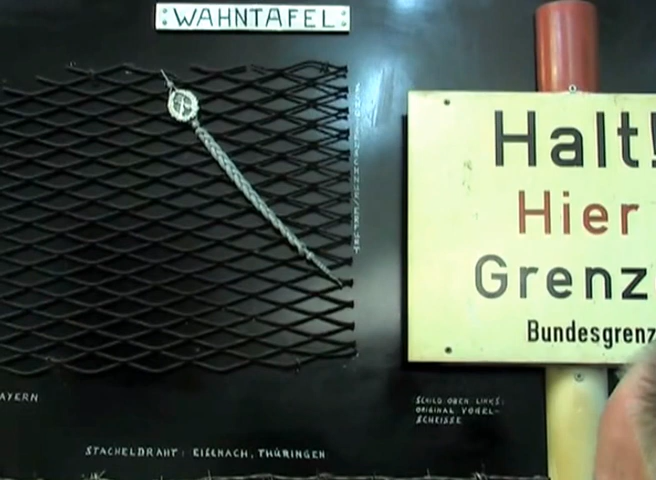 WAHNTAFEL
Halt!
Hier
Grenz
Bundesgrenz
AYERN
SCHILD OBEN LINKS:
ORIGINAL VOGEL-
SCHEISSE
STACHELDRAHT: EISENACH, THÜRINGEN